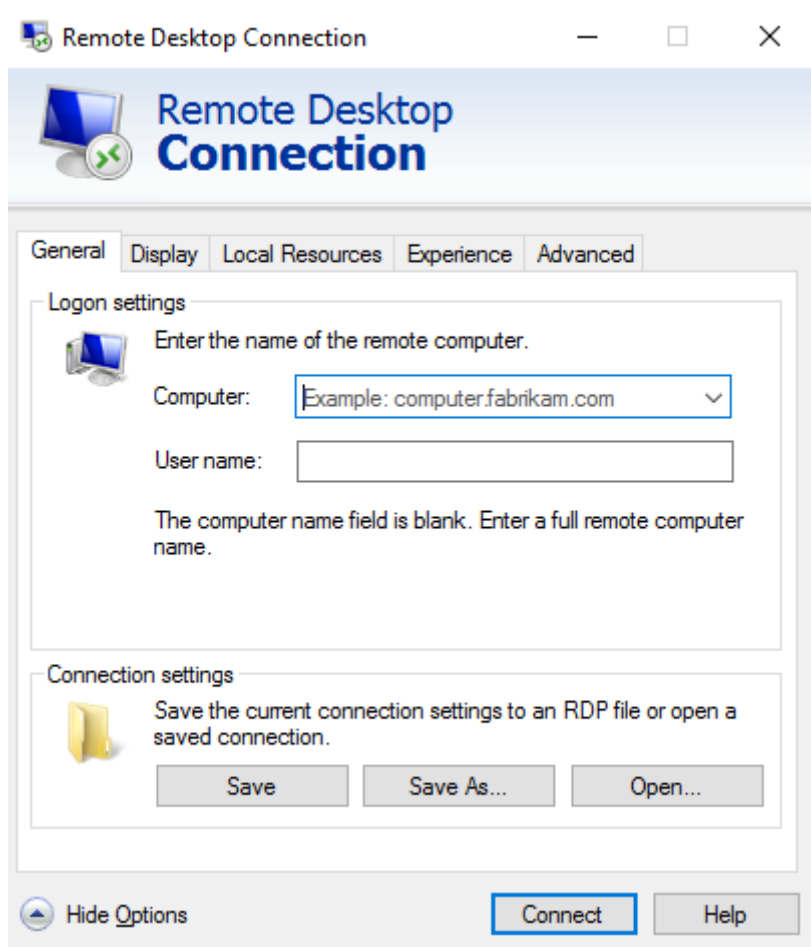 Remote Desktop Connection
Remote Desktop
Connection
General Display Local Resources Experience Advanced
Logon settings
Enter the name of the remote computer.
Computer: Example: computer.fabrikam.com
User name:
The computer name field is blank. Enter a full remote computer
name.
Connection settings
Save the current connection settings to an RDP file or open a
saved connection.
Save Save As... Open...
Hide Options Connect Help